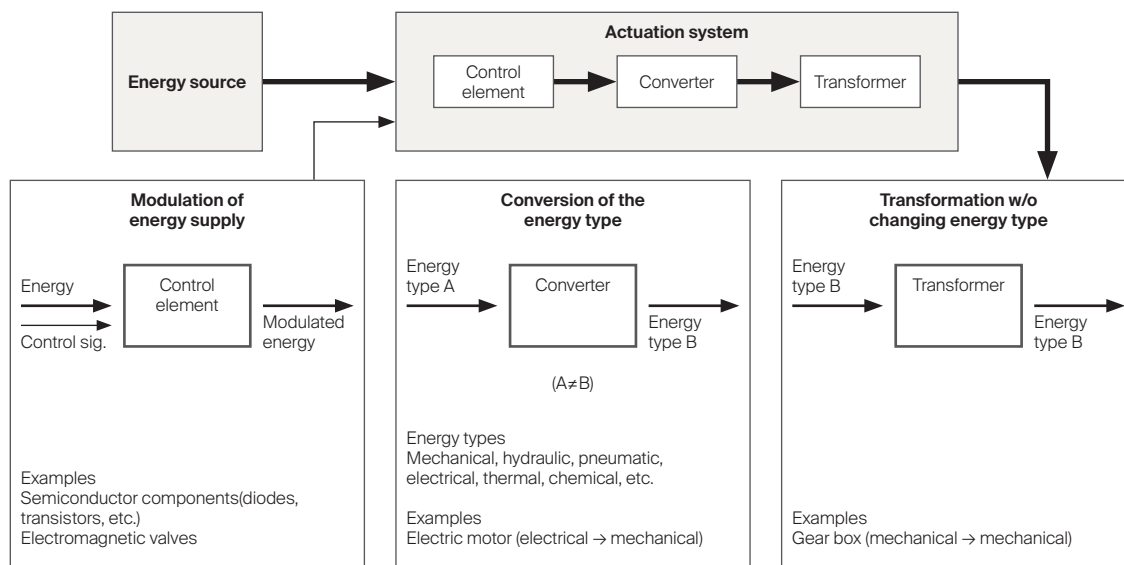 Energy source
Actuation system
Control
element
Converter
Transformer
Modulation of
energy supply
Energy
Control sig.
Control
element
Modulated
energy
Examples
Semiconductor components(diodes,
transistors, etc.)
Electromagnetic valves
Conversion of the
energy type
Energy
type A
Converter
Energy
type B
(A≠B)
Energy types
Mechanical, hydraulic, pneumatic,
electrical, thermal, chemical, etc.
Examples
Electric motor (electrical → mechanical)
Transformation w/o
changing energy type
Energy
type B
Transformer
Energy
type B
Examples
Gear box (mechanical → mechanical)